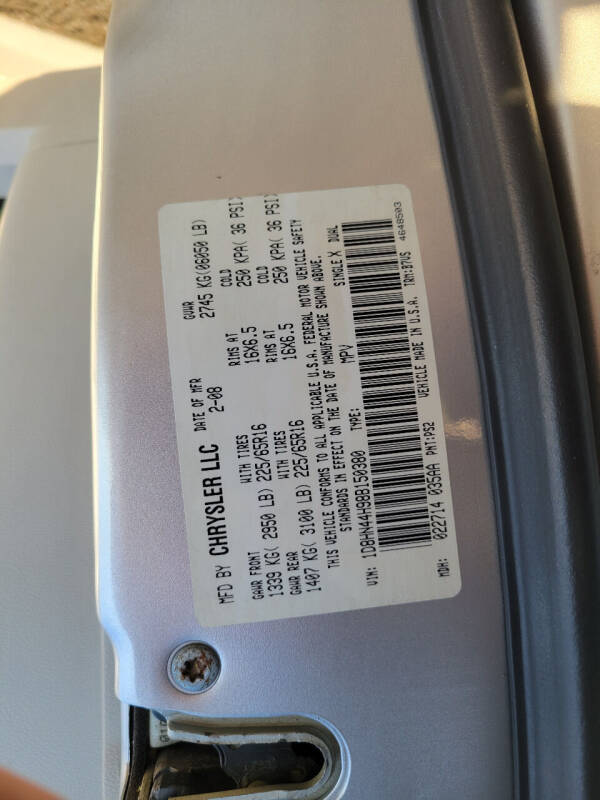 MFD BY CHRYSLER LLC DATE OF MFR GVWR
2-08 2745 KG(06050 LB)
GAWR FRONT WITH TIRES RIMS AT COLD
1339 KG( 2950 LB) 225/65R16 16X6.5 250 KPA( 36 PSI)
GAWR REAR WITH TIRES RIMS AT COLD
1407 KG( 3100 LB) 225/65R16 16X6.5 250 KPA( 36 PSI)
THIS VEHICLE CONFORMS TO ALL APPLICABLE U.S.A. FEDERAL MOTOR VEHICLE SAFETY
STANDARDS IN EFFECT ON THE DATE OF MANUFACTURE SHOWN ABOVE.
VIN: 1D8HN44H98B150380 TYPE: MPV SINGLE X DUAL
MDH: 022714 035AA PNT:PS2 VEHICLE MADE IN U.S.A. TRM:B7VS 4648503